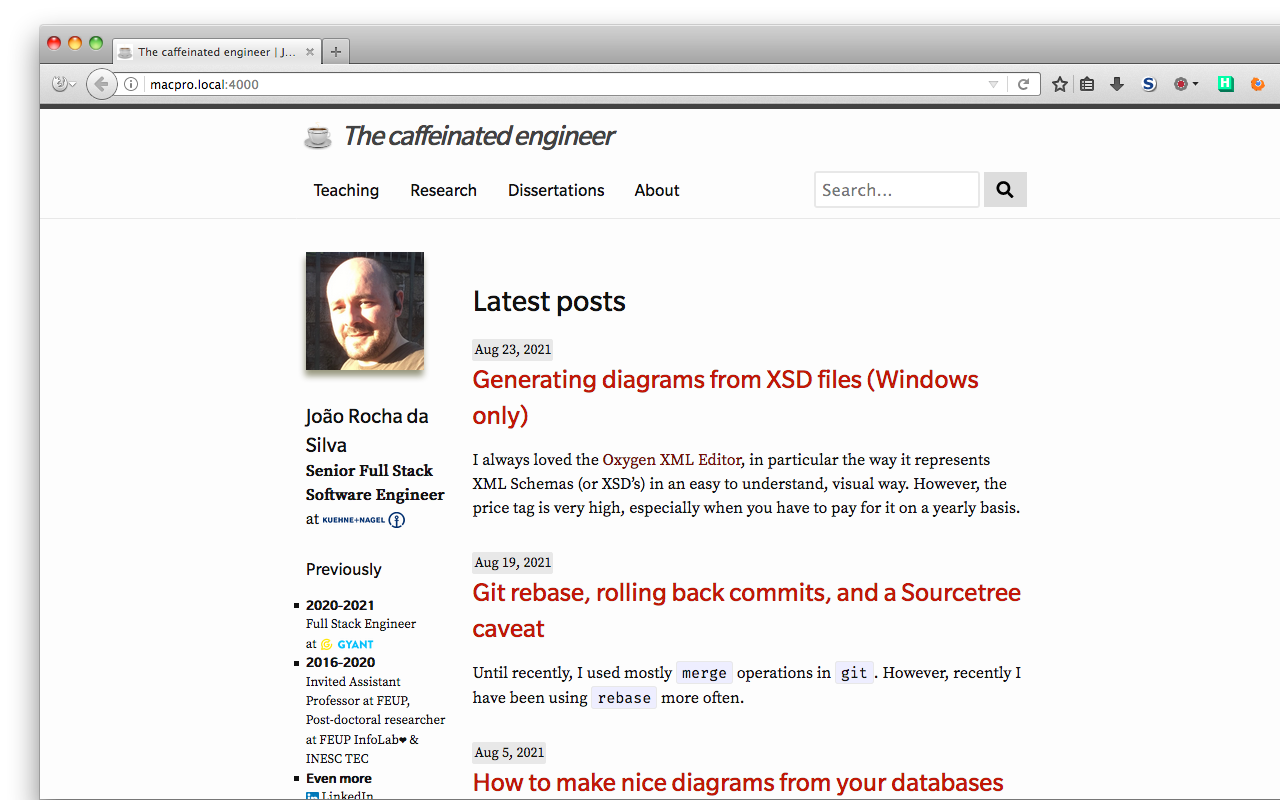 The caffeinated engineer | J...
macpro.local:4000
The caffeinated engineer
Teaching Research Dissertations About
Search...
Latest posts
Aug 23, 2021
Generating diagrams from XSD files (Windows
only)
I always loved the Oxygen XML Editor, in particular the way it represents
XML Schemas (or XSD’s) in an easy to understand, visual way. However, the
price tag is very high, especially when you have to pay for it on a yearly basis.
Aug 19, 2021
Git rebase, rolling back commits, and a Sourcetree
caveat
Until recently, I used mostly merge operations in git. However, recently I
have been using rebase more often.
Aug 5, 2021
How to make nice diagrams from your databases
João Rocha da
Silva
Senior Full Stack
Software Engineer
at KUEHNE+NAGEL
Previously
2020-2021
Full Stack Engineer
at GYANT
2016-2020
Invited Assistant
Professor at FEUP,
Post-doctoral researcher
at FEUP InfoLab❤ &
INESC TEC
Even more
in LinkedIn